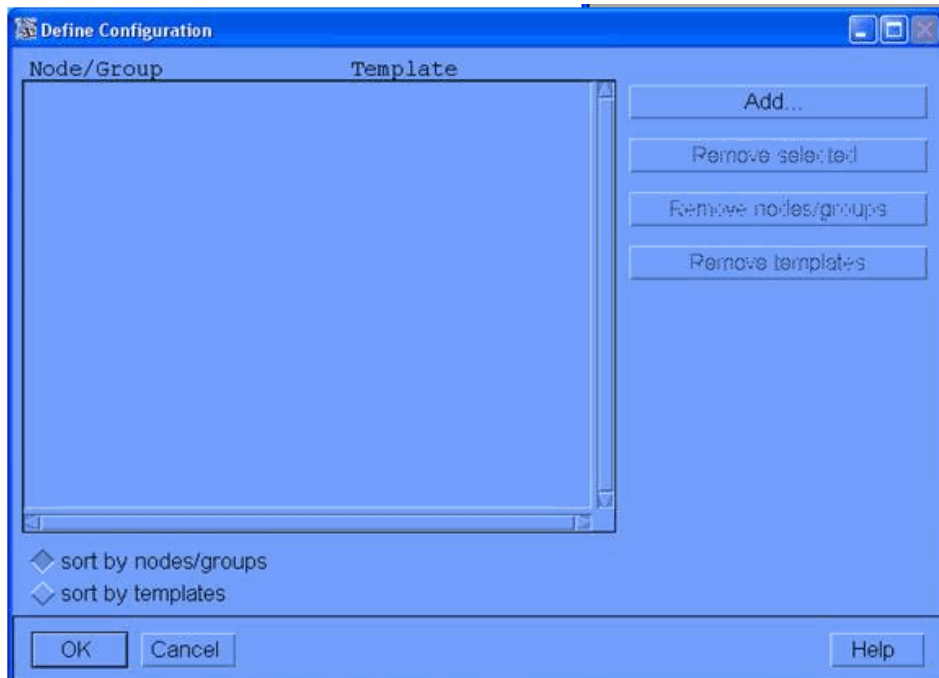 Define Configuration
Node/Group Template
Add...
Remove selected
Remove nodes/groups
Remove templates
sort by nodes/groups
sort by templates
OK Cancel Help